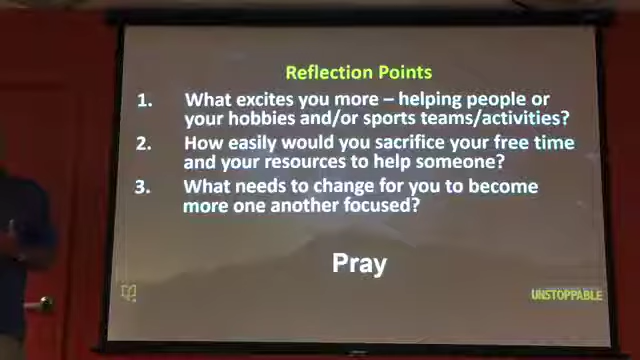 Reflection Points
1. What excites you more – helping people or
your hobbies and/or sports teams/activities?
2. How easily would you sacrifice your free time
and your resources to help someone?
3. What needs to change for you to become
more one another focused?
Pray
UNSTOPPABLE